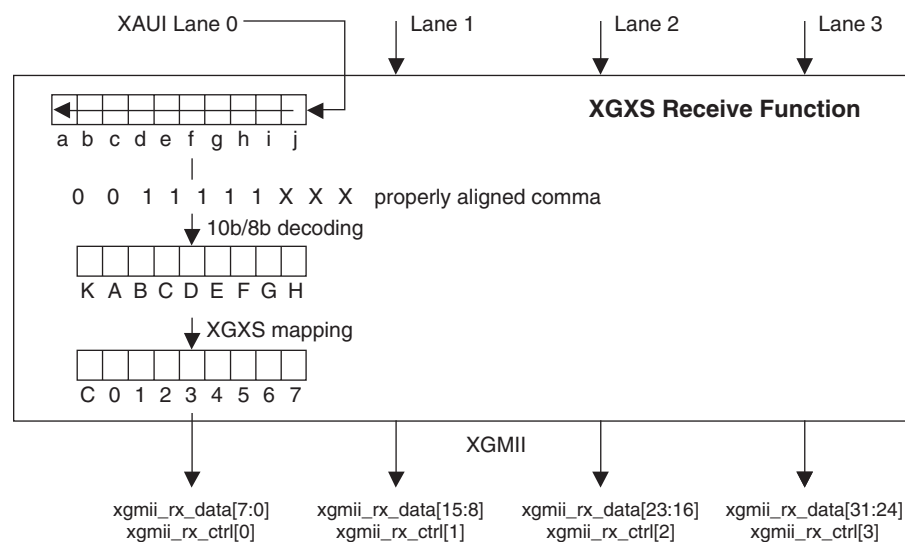 XAUI Lane 0 Lane 1 Lane 2 Lane 3
XGXS Receive Function
a b c d e f g h i j
0 0 1 1 1 1 1 X X X properly aligned comma
10b/8b decoding
K A B C D E F G H
XGXS mapping
C 0 1 2 3 4 5 6 7
XGMII
xgmii_rx_data[7:0] xgmii_rx_data[15:8] xgmii_rx_data[23:16] xgmii_rx_data[31:24]
xgmii_rx_ctrl[0] xgmii_rx_ctrl[1] xgmii_rx_ctrl[2] xgmii_rx_ctrl[3]